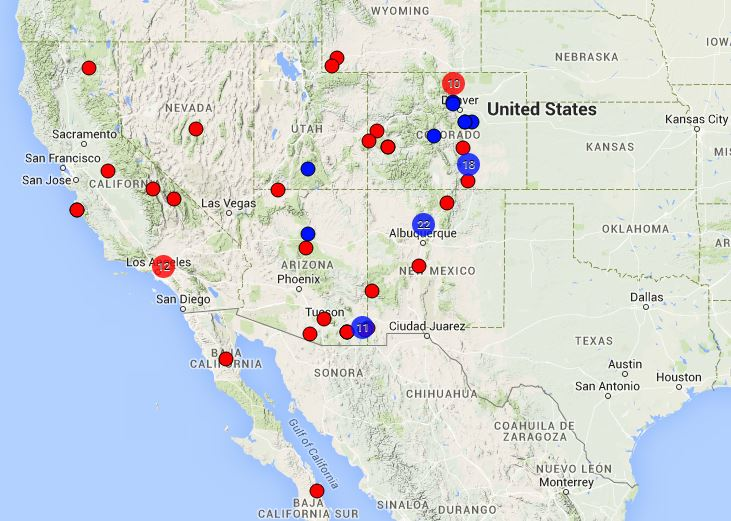 WYOMING
NEBRASKA
IOW
10
Denver
United States
NEVADA
UTAH
COLORADO
Kansas City
Sacramento
San Francisco
KANSAS
MIS
18
San Jose
CALIFORNIA
Las Vegas
22
Albuquerque
OKLAHOMA
AR
Los Angeles
12
ARIZONA
NEW MEXICO
Phoenix
San Diego
Dallas
Tucson
11
Ciudad Juarez
TEXAS
BAJA
CALIFORNIA
SONORA
Austin
San Antonio
Houston
CHIHUAHUA
Gulf of California
COAHUILA DE
ZARAGOZA
NUEVO LEÓN
Monterrey
BAJA
CALIFORNIA SUR
SINALOA
DURANGO